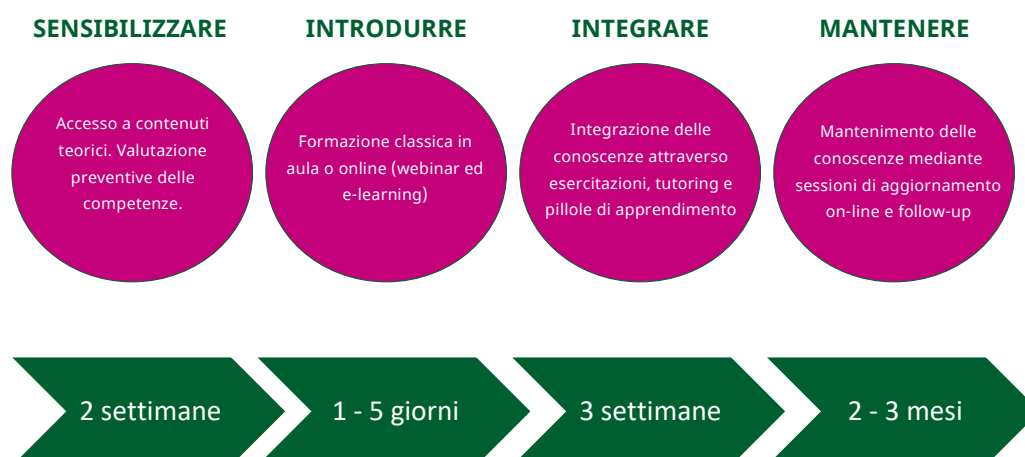 SENSIBILIZZARE
INTRODURRE
INTEGRARE
MANTENERE
Accesso a contenuti
teorici. Valutazione
preventive delle
competenze.
Formazione classica in
aula o online (webinar ed
e-learning)
Integrazione delle
conoscenze attraverso
esercitazioni, tutoring e
pillole di apprendimento
Mantenimento delle
conoscenze mediante
sessioni di aggiornamento
on-line e follow-up
2 settimane
1 - 5 giorni
3 settimane
2 - 3 mesi